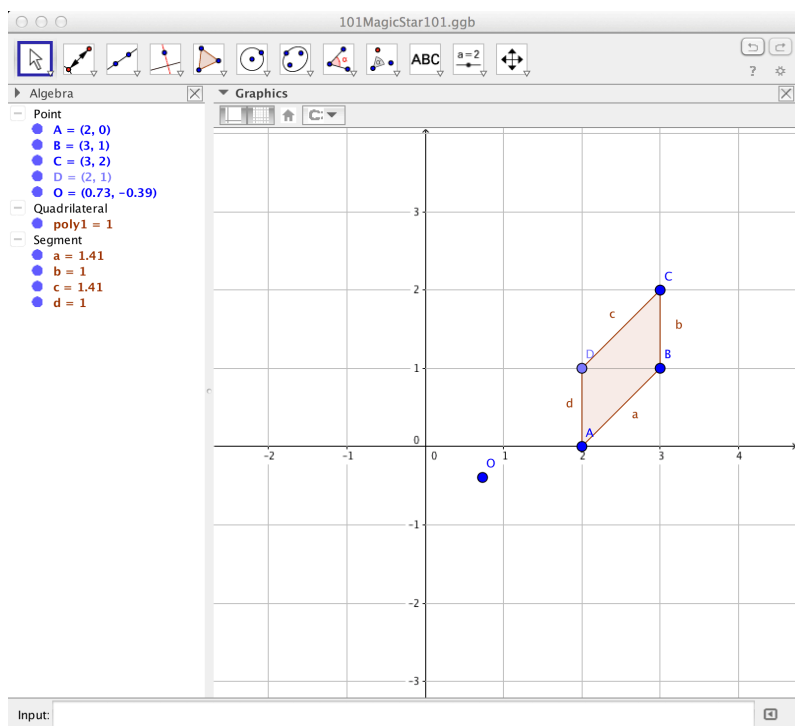 101MagicStar101.ggb
ABC
a=2
?
Algebra
Graphics
Point
A = (2, 0)
B = (3, 1)
C = (3, 2)
D = (2, 1)
O = (0.73, -0.39)
Quadrilateral
poly1 = 1
Segment
a = 1.41
b = 1
c = 1.41
d = 1
3
C
2
c
b
D
B
1
d
a
A
0
-2 -1 0 1 2 3 4
O
-1
-2
-3
Input: